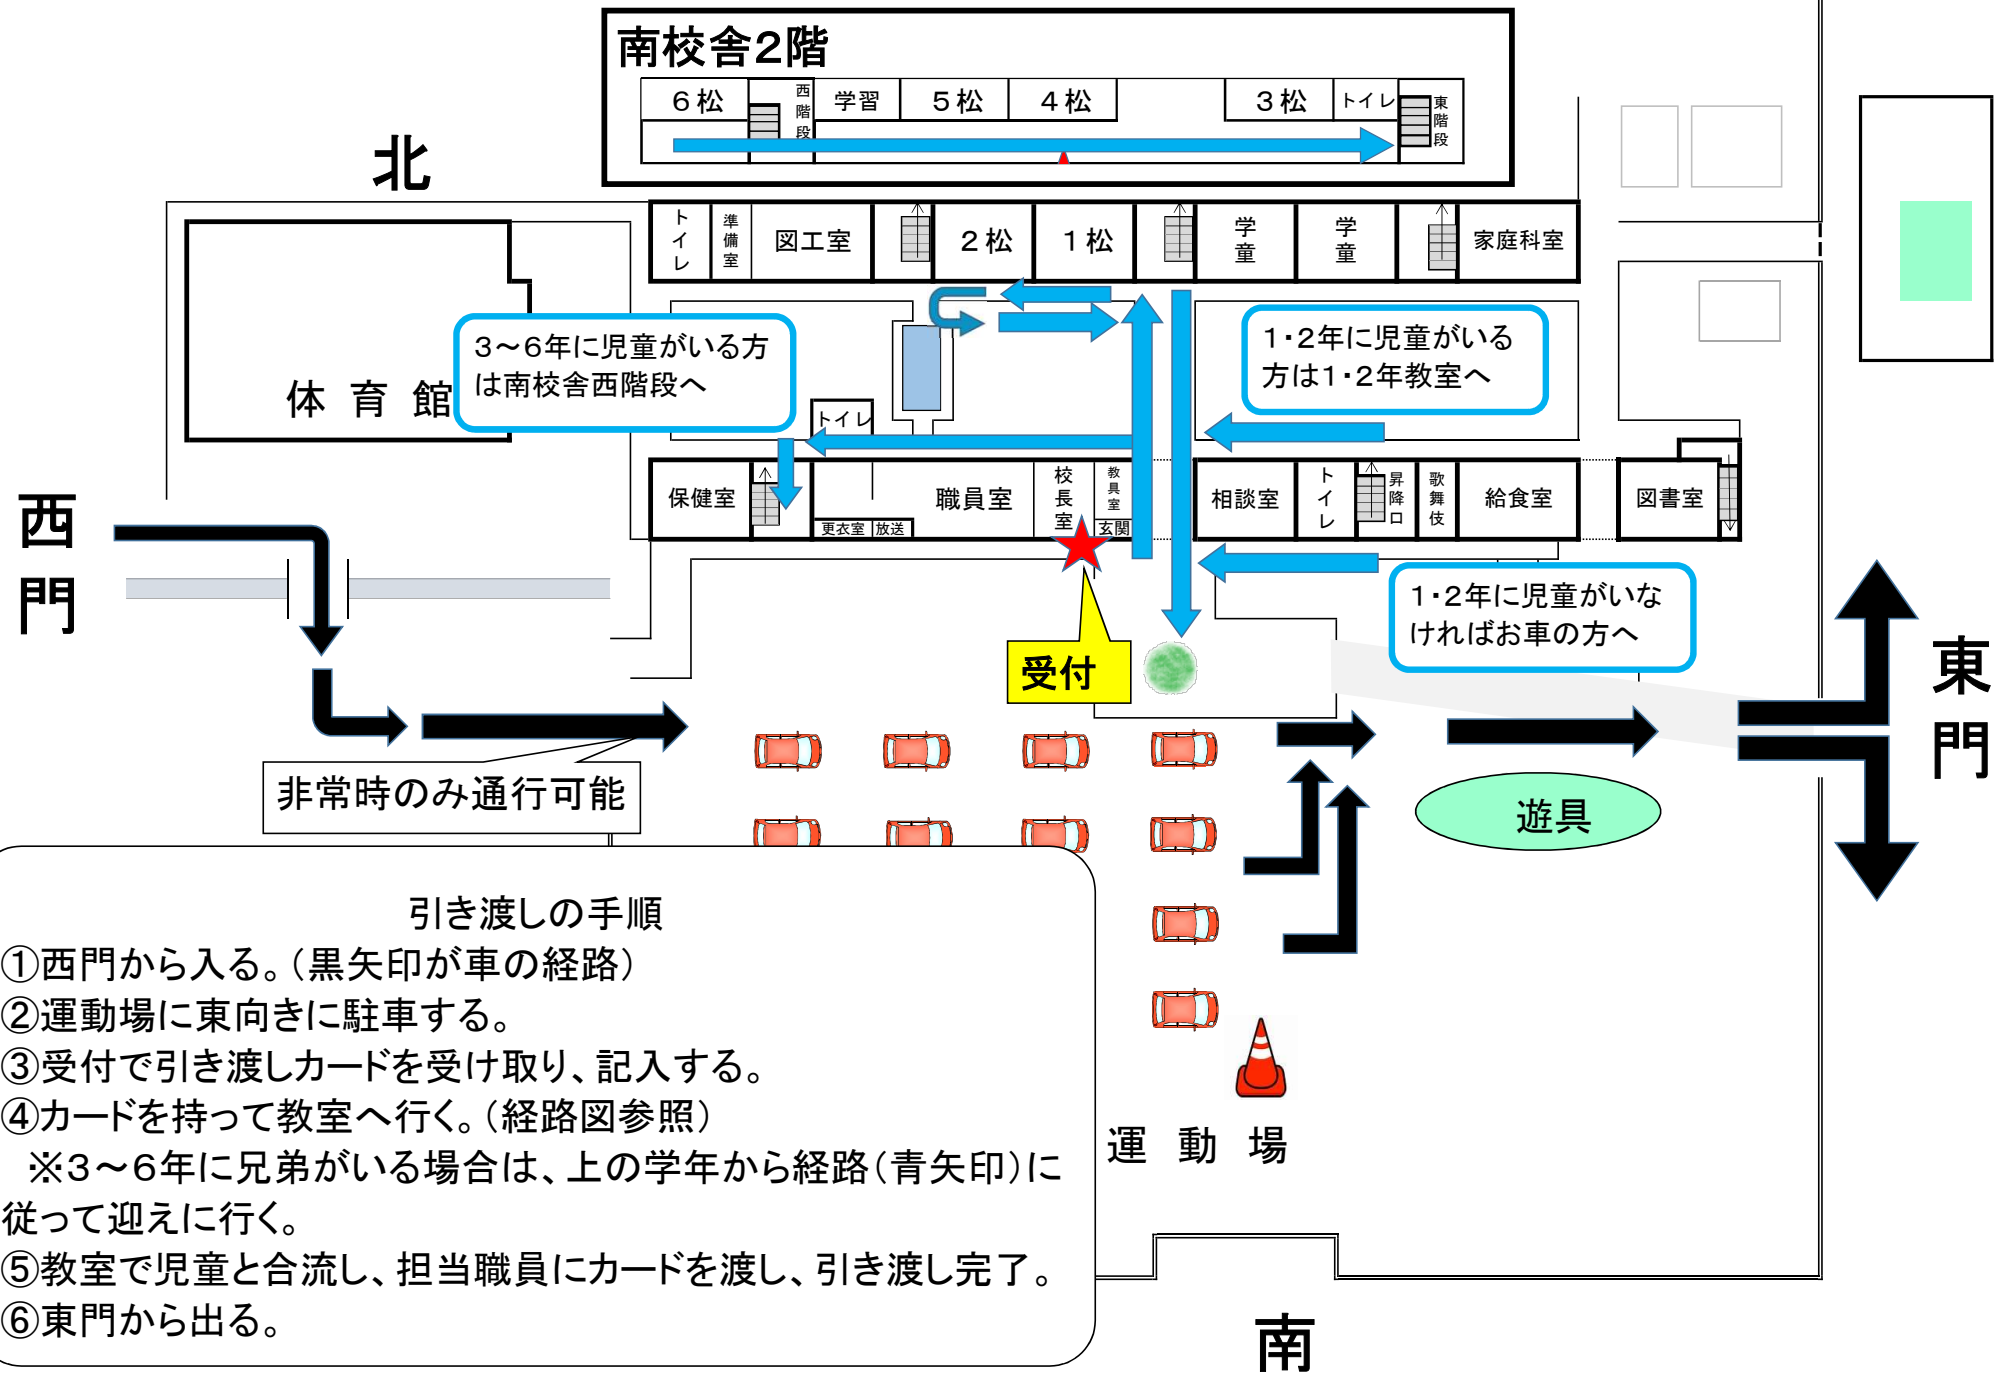 南校舎2階
6松
西階段
学習
5松
4松
3松
トイレ
東階段
北
トイレ
準備室
図工室
2松
1松
学童
学童
家庭科室
3～6年に児童がいる方
は南校舎西階段へ
1・2年に児童がいる
方は1・2年教室へ
体育館
トイレ
西門
保健室
更衣室
放送
職員室
校長室
教具室
玄関
相談室
トイレ
昇降口
歌舞伎
給食室
図書室
1・2年に児童がいな
ければお車の方へ
受付
東門
非常時のみ通行可能
遊具
引き渡しの手順
①西門から入る。(黒矢印が車の経路)
②運動場に東向きに駐車する。
③受付で引き渡しカードを受け取り、記入する。
④カードを持って教室へ行く。(経路図参照)
※3～6年に兄弟がいる場合は、上の学年から経路(青矢印)に
従って迎えに行く。
⑤教室で児童と合流し、担当職員にカードを渡し、引き渡し完了。
⑥東門から出る。
運動場
南